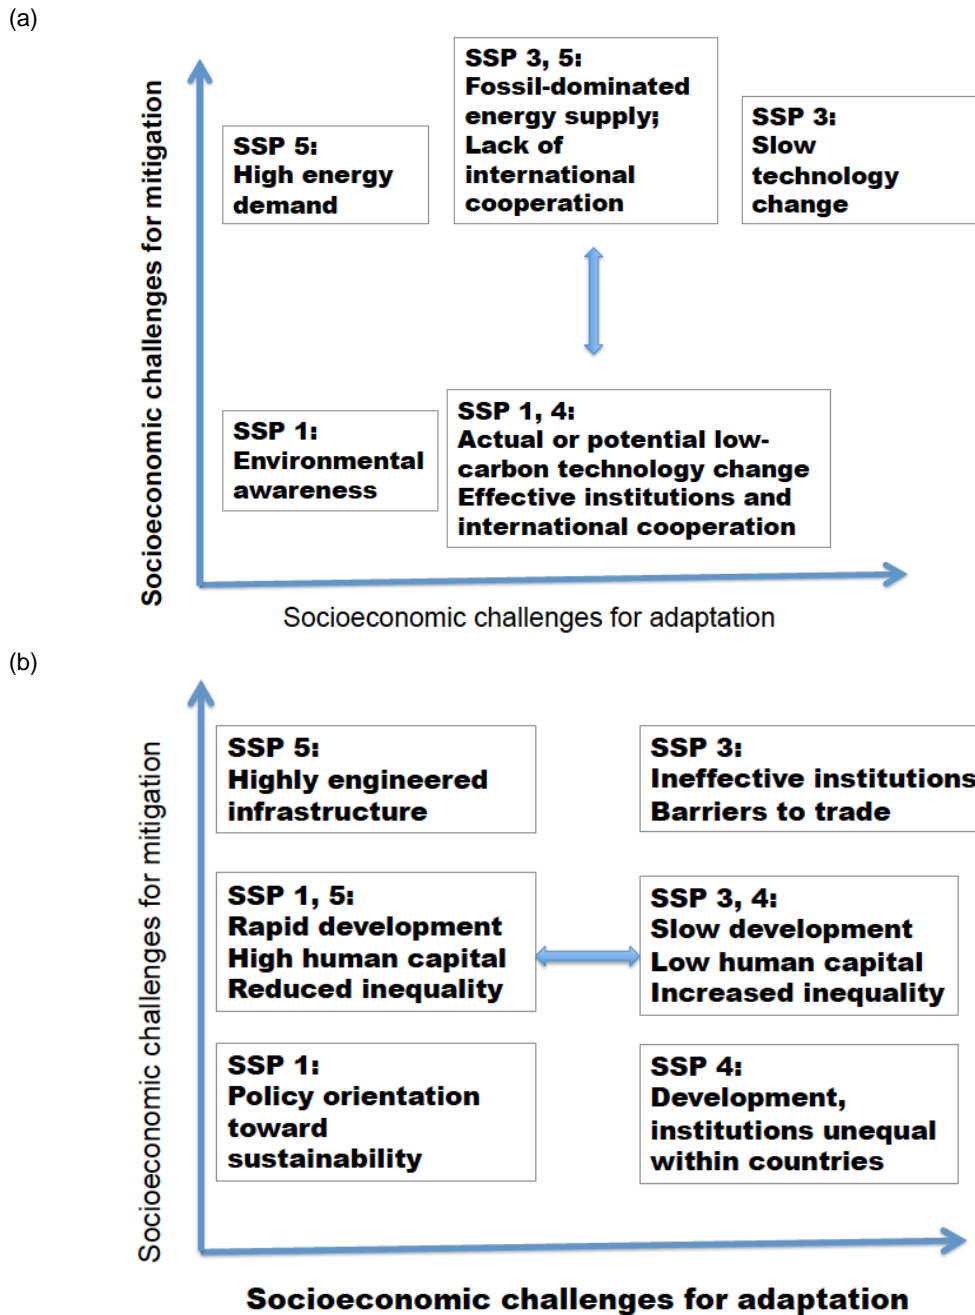 (a)
Socioeconomic challenges for mitigation
SSP 5:
High energy
demand
SSP 3, 5:
Fossil-dominated
energy supply;
Lack of
international
cooperation
SSP 3:
Slow
technology
change
SSP 1:
Environmental
awareness
SSP 1, 4:
Actual or potential low-
carbon technology change
Effective institutions and
international cooperation
Socioeconomic challenges for adaptation
(b)
Socioeconomic challenges for mitigation
SSP 5:
Highly engineered
infrastructure
SSP 3:
Ineffective institutions
Barriers to trade
SSP 1, 5:
Rapid development
High human capital
Reduced inequality
SSP 3, 4:
Slow development
Low human capital
Increased inequality
SSP 1:
Policy orientation
toward
sustainability
SSP 4:
Development,
institutions unequal
within countries
Socioeconomic challenges for adaptation